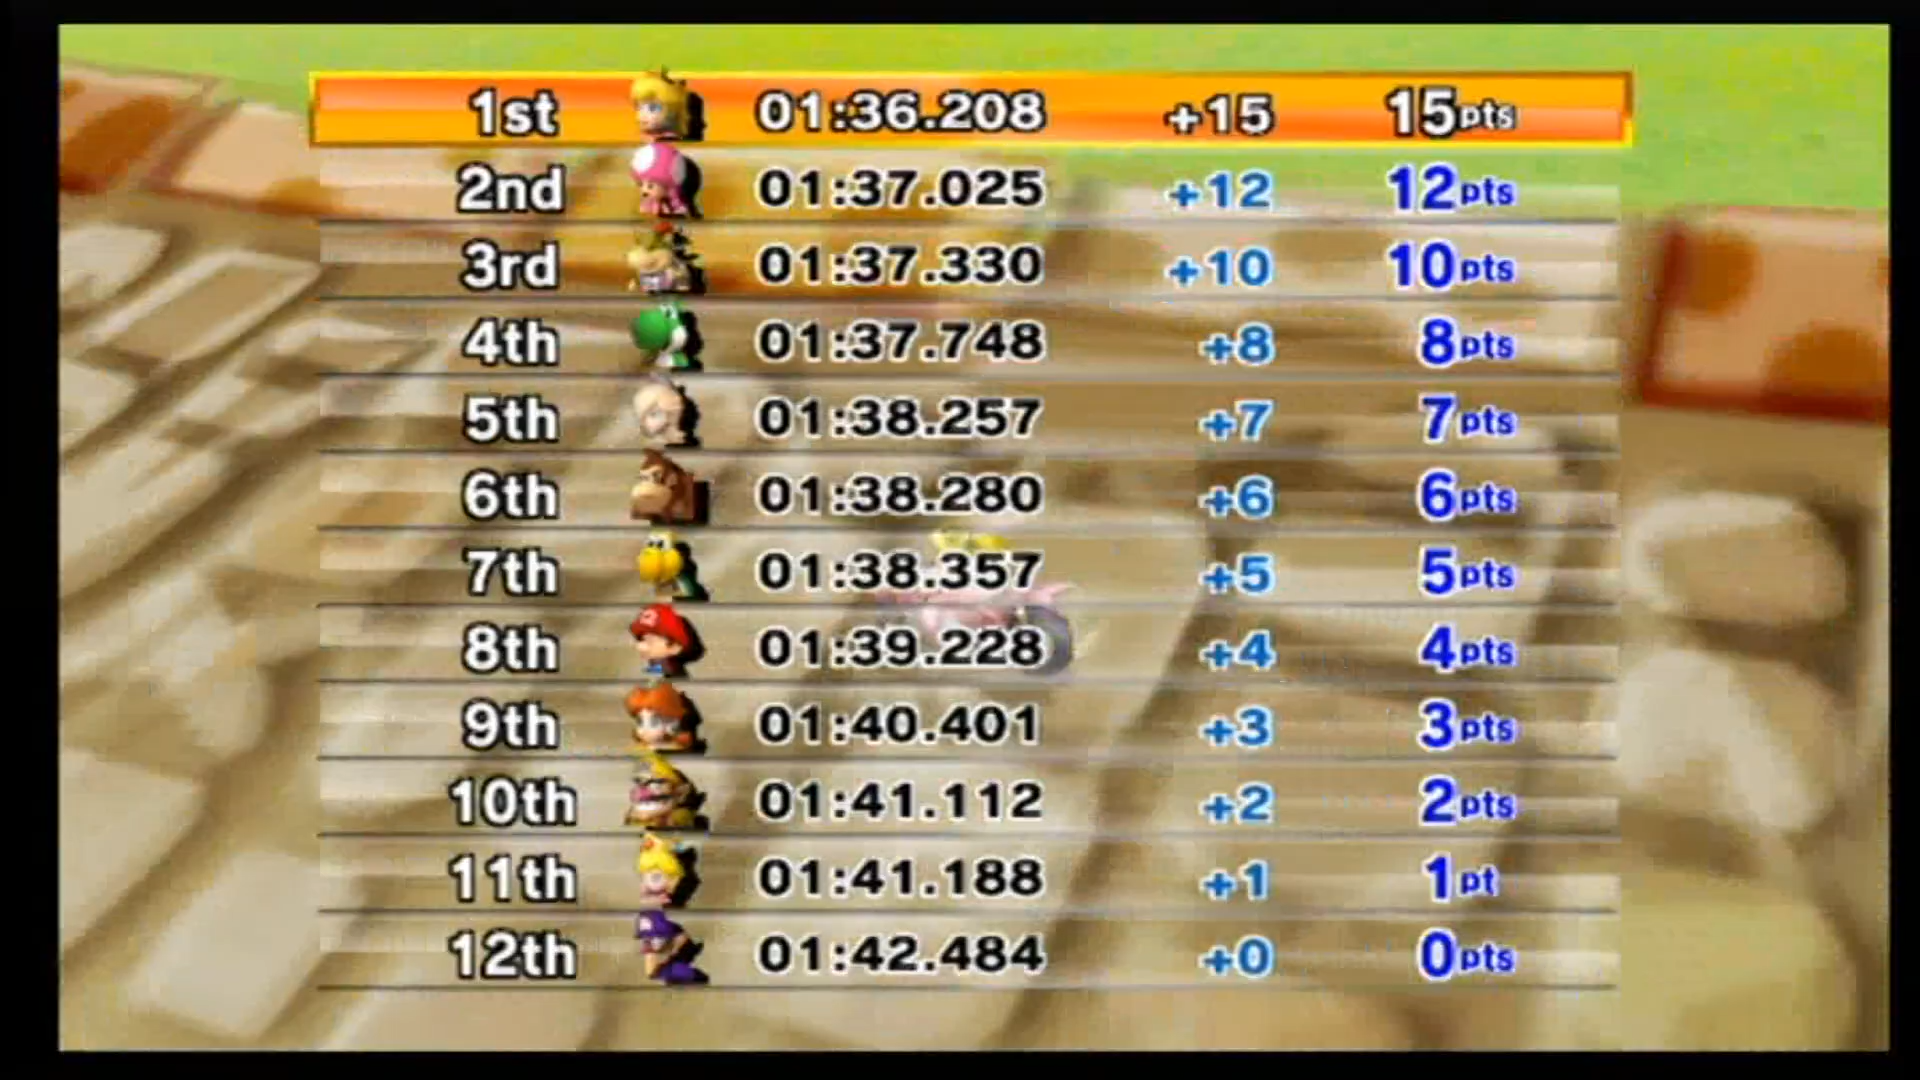 1st 01:36.208 +15 15pts
2nd 01:37.025 +12 12pts
3rd 01:37.330 +10 10pts
4th 01:37.748 +8 8pts
5th 01:38.257 +7 7pts
6th 01:38.280 +6 6pts
7th 01:38.357 +5 5pts
8th 01:39.228 +4 4pts
9th 01:40.401 +3 3pts
10th 01:41.112 +2 2pts
11th 01:41.188 +1 1pt
12th 01:42.484 +0 0pts